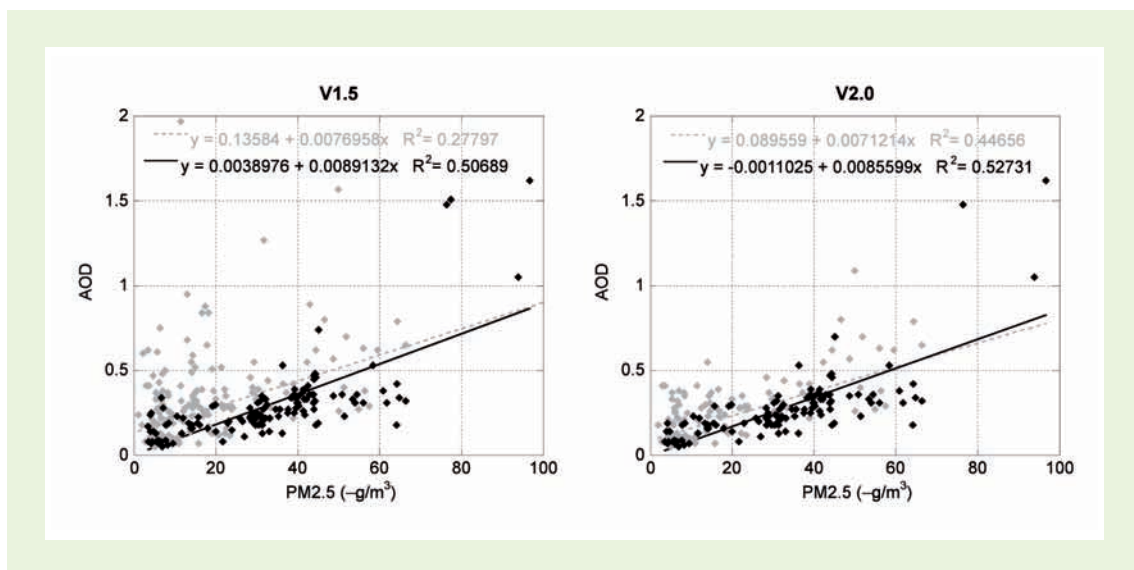 V1.5
y = 0.13584 + 0.0076958x R²= 0.27797
y = 0.0038976 + 0.0089132x R²= 0.50689
2
1.5
1
0.5
0
AOD
0 20 40 60 80 100
PM2.5 (–g/m³)
V2.0
y = 0.089559 + 0.0071214x R²= 0.44656
y = -0.0011025 + 0.0085599x R²= 0.52731
2
1.5
1
0.5
0
AOD
0 20 40 60 80 100
PM2.5 (–g/m³)